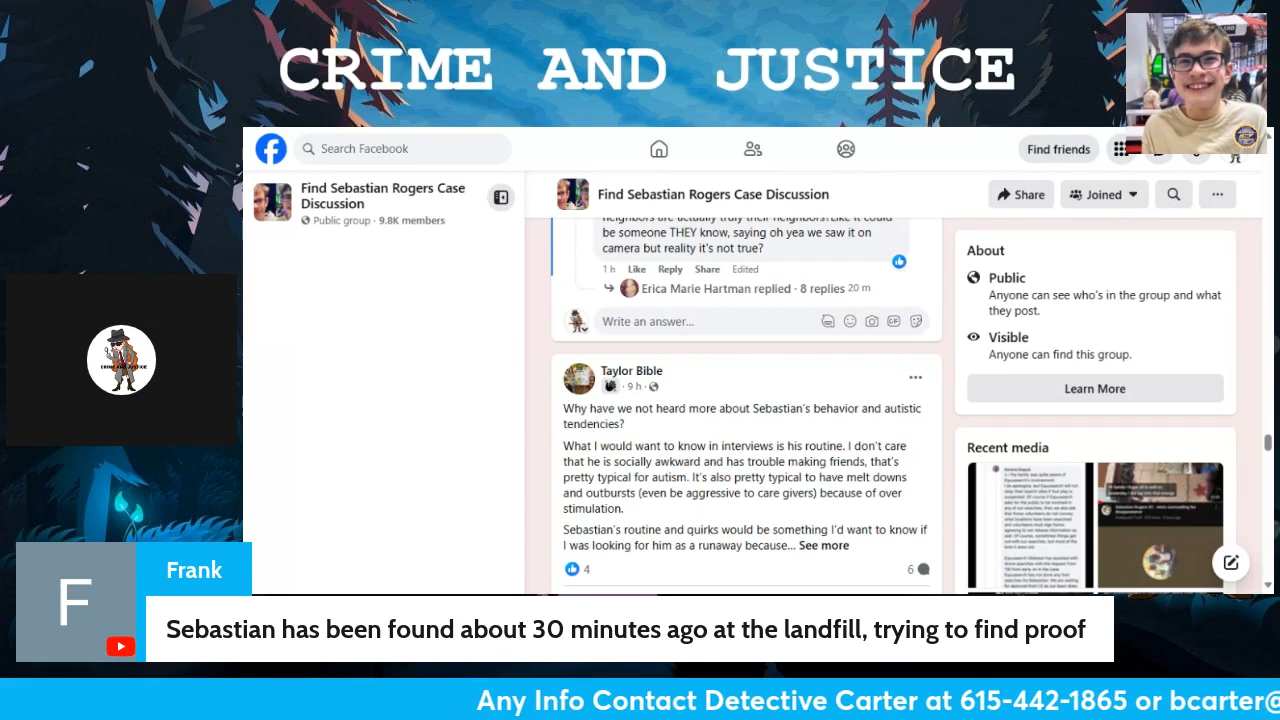 CRIME AND JUSTICE
Search Facebook
Find friends
Find Sebastian Rogers Case
Discussion
Public group · 9.8K members
Find Sebastian Rogers Case Discussion
Share
Joined
neighbors are actually truly their neighbors! Like it could
be someone THEY know, saying oh yea we saw it on
camera but reality it's not true?
1 h Like Reply Share Edited
Erica Marie Hartman replied · 8 replies 20 m
Write an answer...
Taylor Bible
· 9 h ·
Why have we not heard more about Sebastian's behavior and autistic
tendencies?
What I would want to know in interviews is his routine. I don't care
that he is socially awkward and has trouble making friends, that's
pretty typical for autism. It's also pretty typical to have melt downs
and outbursts (even be aggressive to care givers) because of over
stimulation.
Sebastian's routine and quirks would be something I'd want to know if
I was looking for him as a runaway because... See more
4
6
About
Public
Anyone can see who's in the group and what
they post.
Visible
Anyone can find this group.
Learn More
Recent media
CRIME AND JUSTICE
F
Frank
Sebastian has been found about 30 minutes ago at the landfill, trying to find proof
Any Info Contact Detective Carter at 615-442-1865 or bcarter@